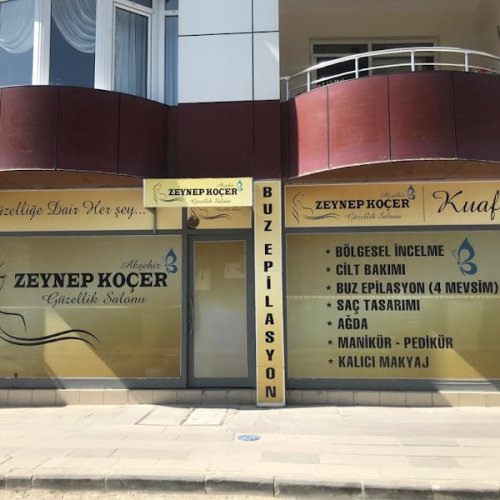 Güzelliğe Dair Her şey...
Akşehir
ZEYNEP KOÇER
Güzellik Salonu
Akşehir
ZEYNEP KOÇER
Güzellik Salonu
BUZ EPİLASYON
Akşehir
ZEYNEP KOÇER
Güzellik Salonu
Kuaf
* BÖLGESEL İNCELME
* CİLT BAKIMI
* BUZ EPİLASYON (4 MEVSİM)
* SAÇ TASARIMI
* AĞDA
* MANİKÜR - PEDİKÜR
* KALICI MAKYAJ